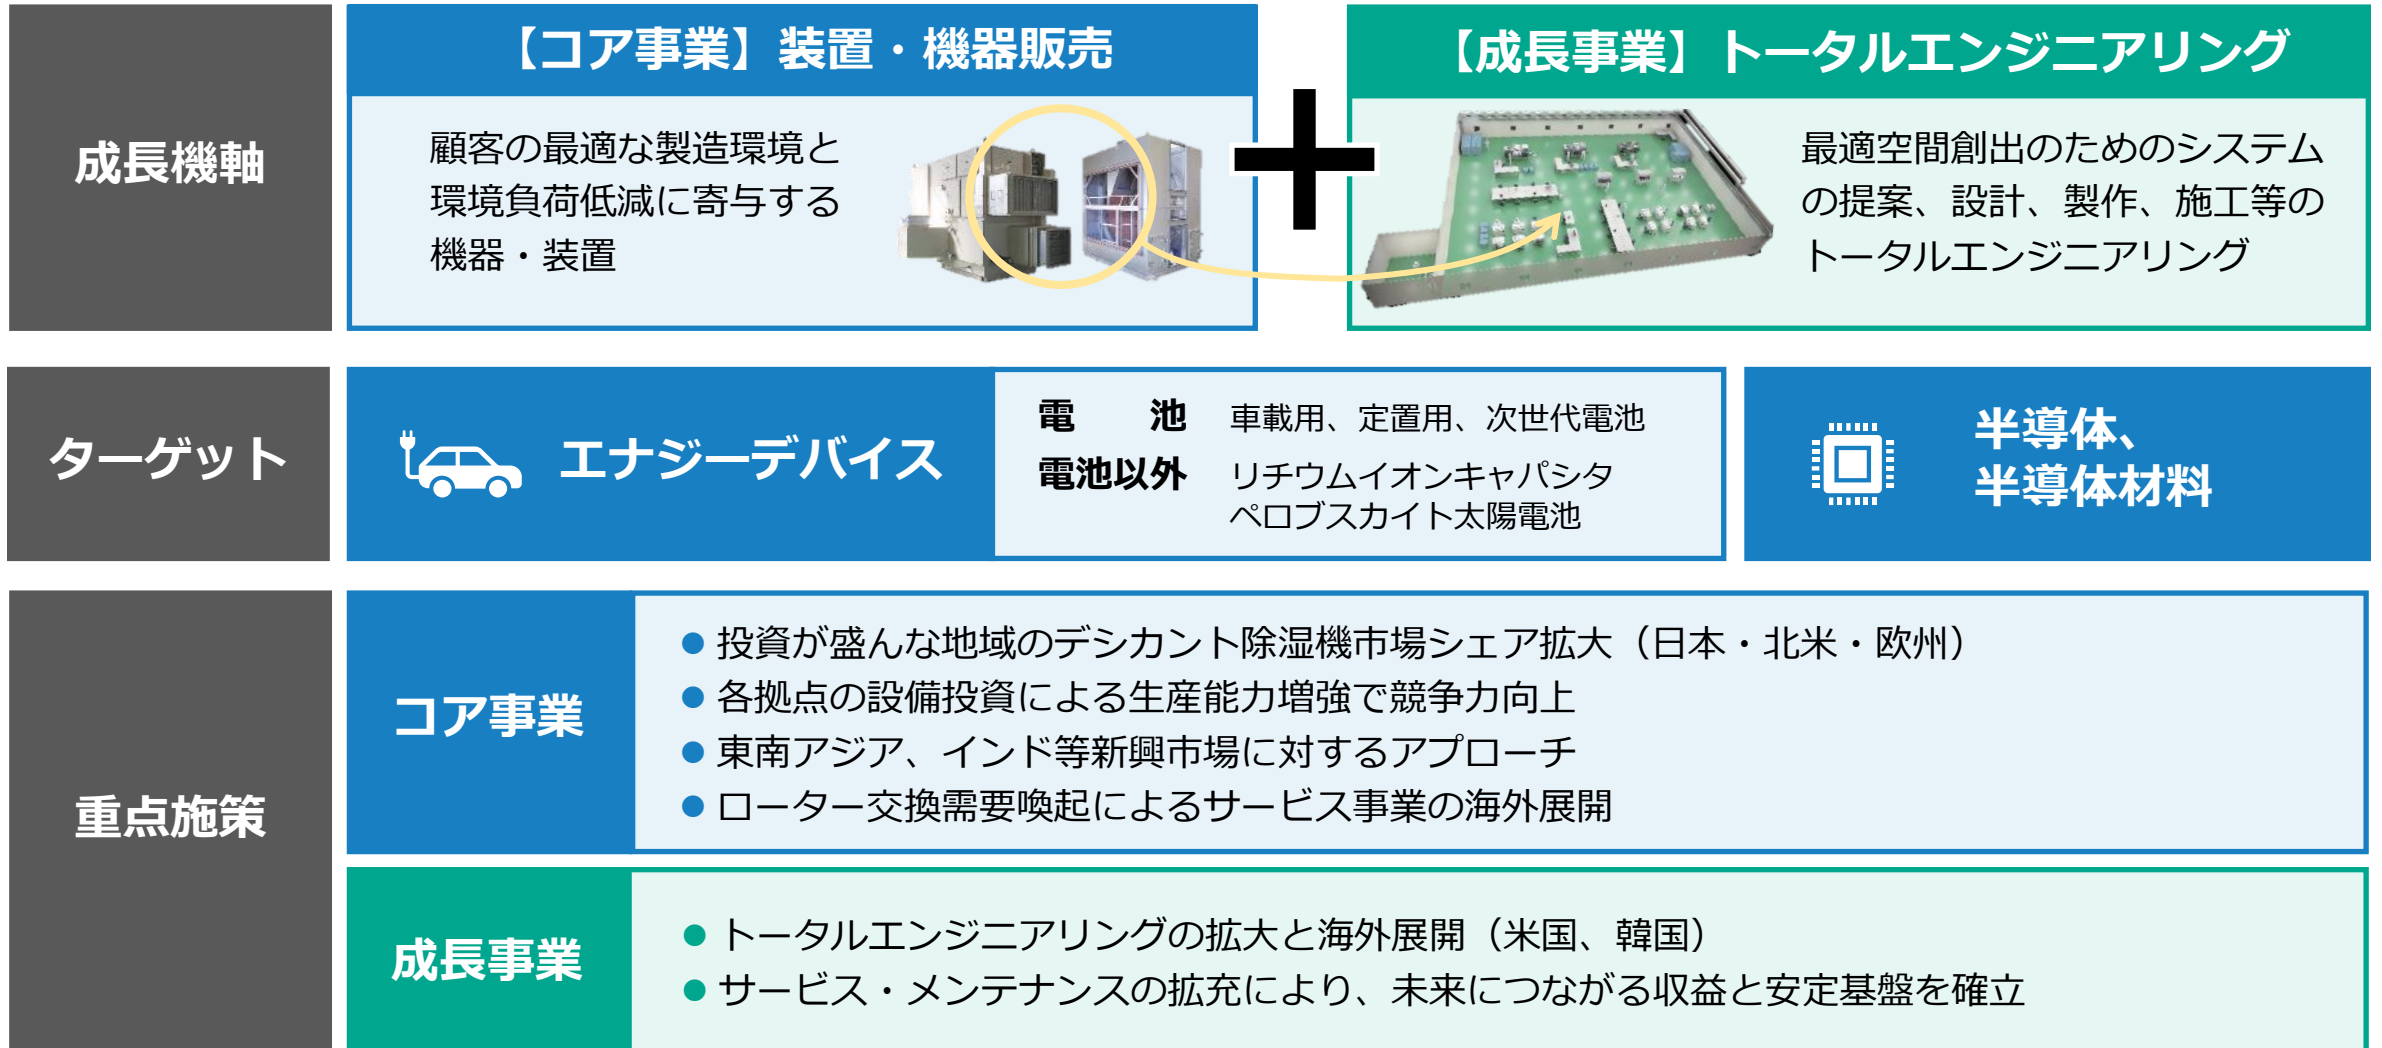 成長機軸
【コア事業】装置・機器販売
顧客の最適な製造環境と
環境負荷低減に寄与する
機器・装置
【成長事業】トータルエンジニアリング
最適空間創出のためのシステム
の提案、設計、製作、施工等の
トータルエンジニアリング
ターゲット
エナジーデバイス
電　池 車載用、定置用、次世代電池
電池以外 リチウムイオンキャパシタ
ペロブスカイト太陽電池
半導体、
半導体材料
重点施策
コア事業
● 投資が盛んな地域のデシカント除湿機市場シェア拡大（日本・北米・欧州）
● 各拠点の設備投資による生産能力増強で競争力向上
● 東南アジア、インド等新興市場に対するアプローチ
● ローター交換需要喚起によるサービス事業の海外展開
成長事業
● トータルエンジニアリングの拡大と海外展開（米国、韓国）
● サービス・メンテナンスの拡充により、未来につながる収益と安定基盤を確立